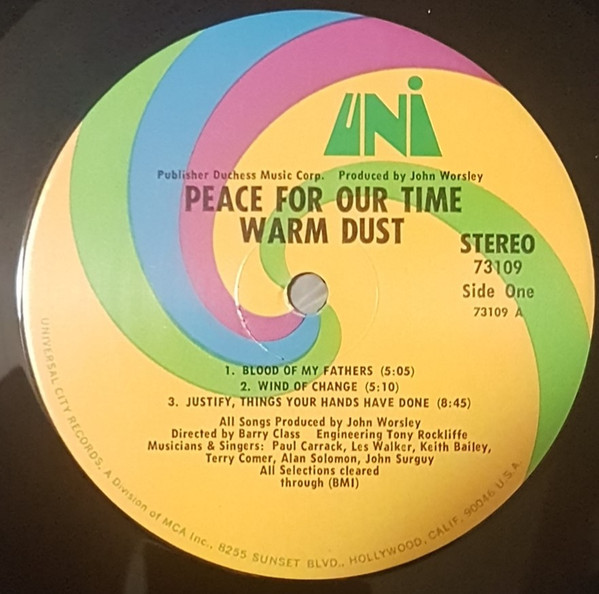 UNI
Publisher Duchess Music Corp. Produced by John Worsley
PEACE FOR OUR TIME
WARM DUST
STEREO
73109
Side One
73109 A
1. BLOOD OF MY FATHERS (5:05)
2. WIND OF CHANGE (5:10)
3. JUSTIFY, THINGS YOUR HANDS HAVE DONE (8:45)
All Songs Produced by John Worsley
Directed by Barry Class Engineering Tony Rockliffe
Musicians & Singers: Paul Carrack, Les Walker, Keith Bailey,
Terry Comer, Alan Solomon, John Surguy
All Selections cleared
through (BMI)
UNIVERSAL CITY RECORDS, A Division of MCA Inc., 8255 SUNSET BLVD., HOLLYWOOD, CALIF. 90046 U.S.A.